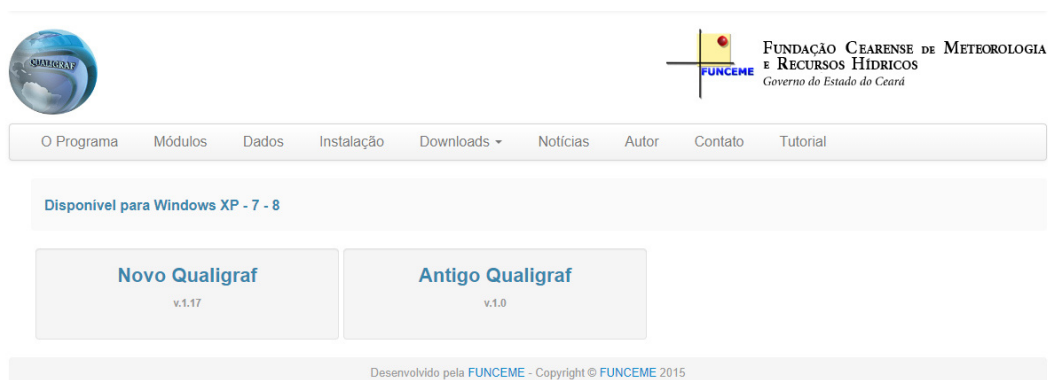 QUALIGRAF
FUNCEME
FUNDAÇÃO CEARENSE DE METEOROLOGIA
E RECURSOS HÍDRICOS
Governo do Estado do Ceará
O Programa Módulos Dados Instalação Downloads Notícias Autor Contato Tutorial
Disponível para Windows XP - 7 - 8
Novo Qualigraf
v.1.17
Antigo Qualigraf
v.1.0
Desenvolvido pela FUNCEME - Copyright © FUNCEME 2015